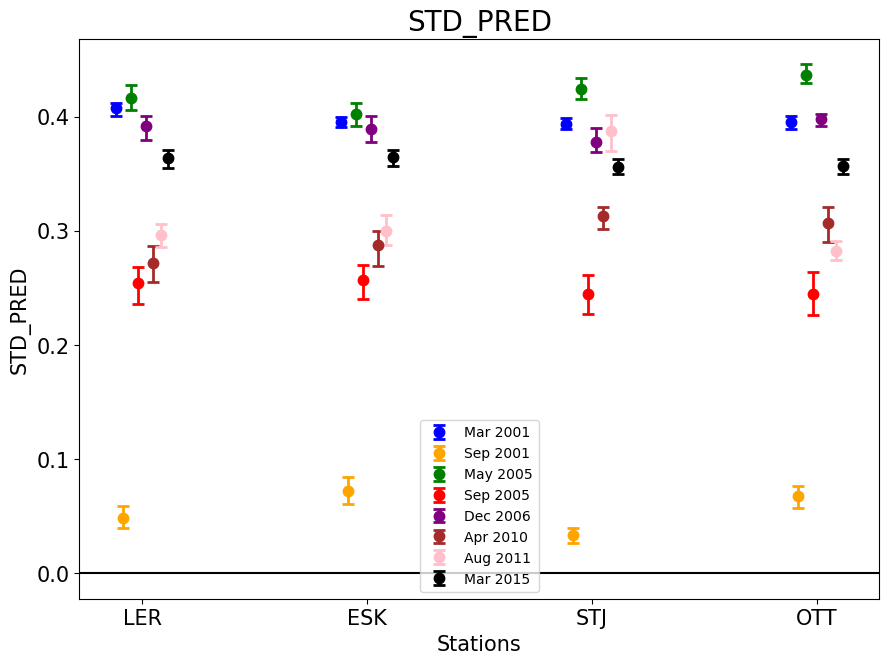 STD_PRED
STD_PRED
0.4
0.3
0.2
0.1
0.0
Mar 2001
Sep 2001
May 2005
Sep 2005
Dec 2006
Apr 2010
Aug 2011
Mar 2015
LER ESK STJ OTT
Stations